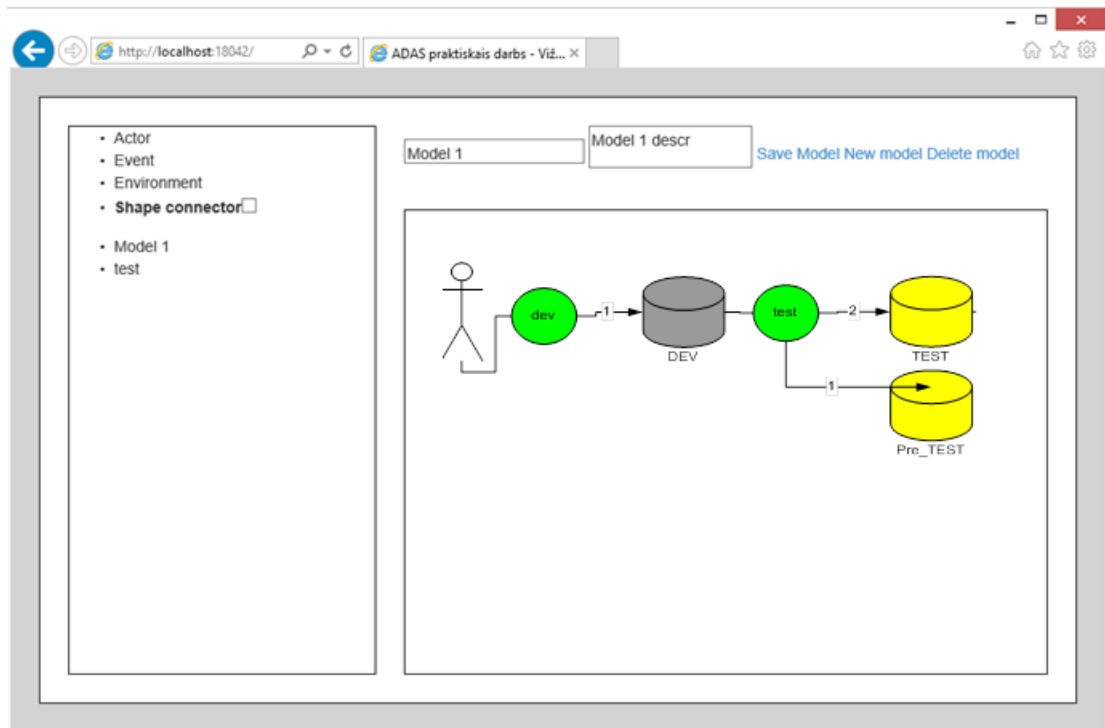 http://localhost:18042/
ADAS praktiskais darbs - Viž...
Actor
Event
Environment
Shape connector
Model 1
test
Model 1
Model 1 descr
Save Model New model Delete model
dev
1
DEV
test
2
TEST
1
Pre_TEST